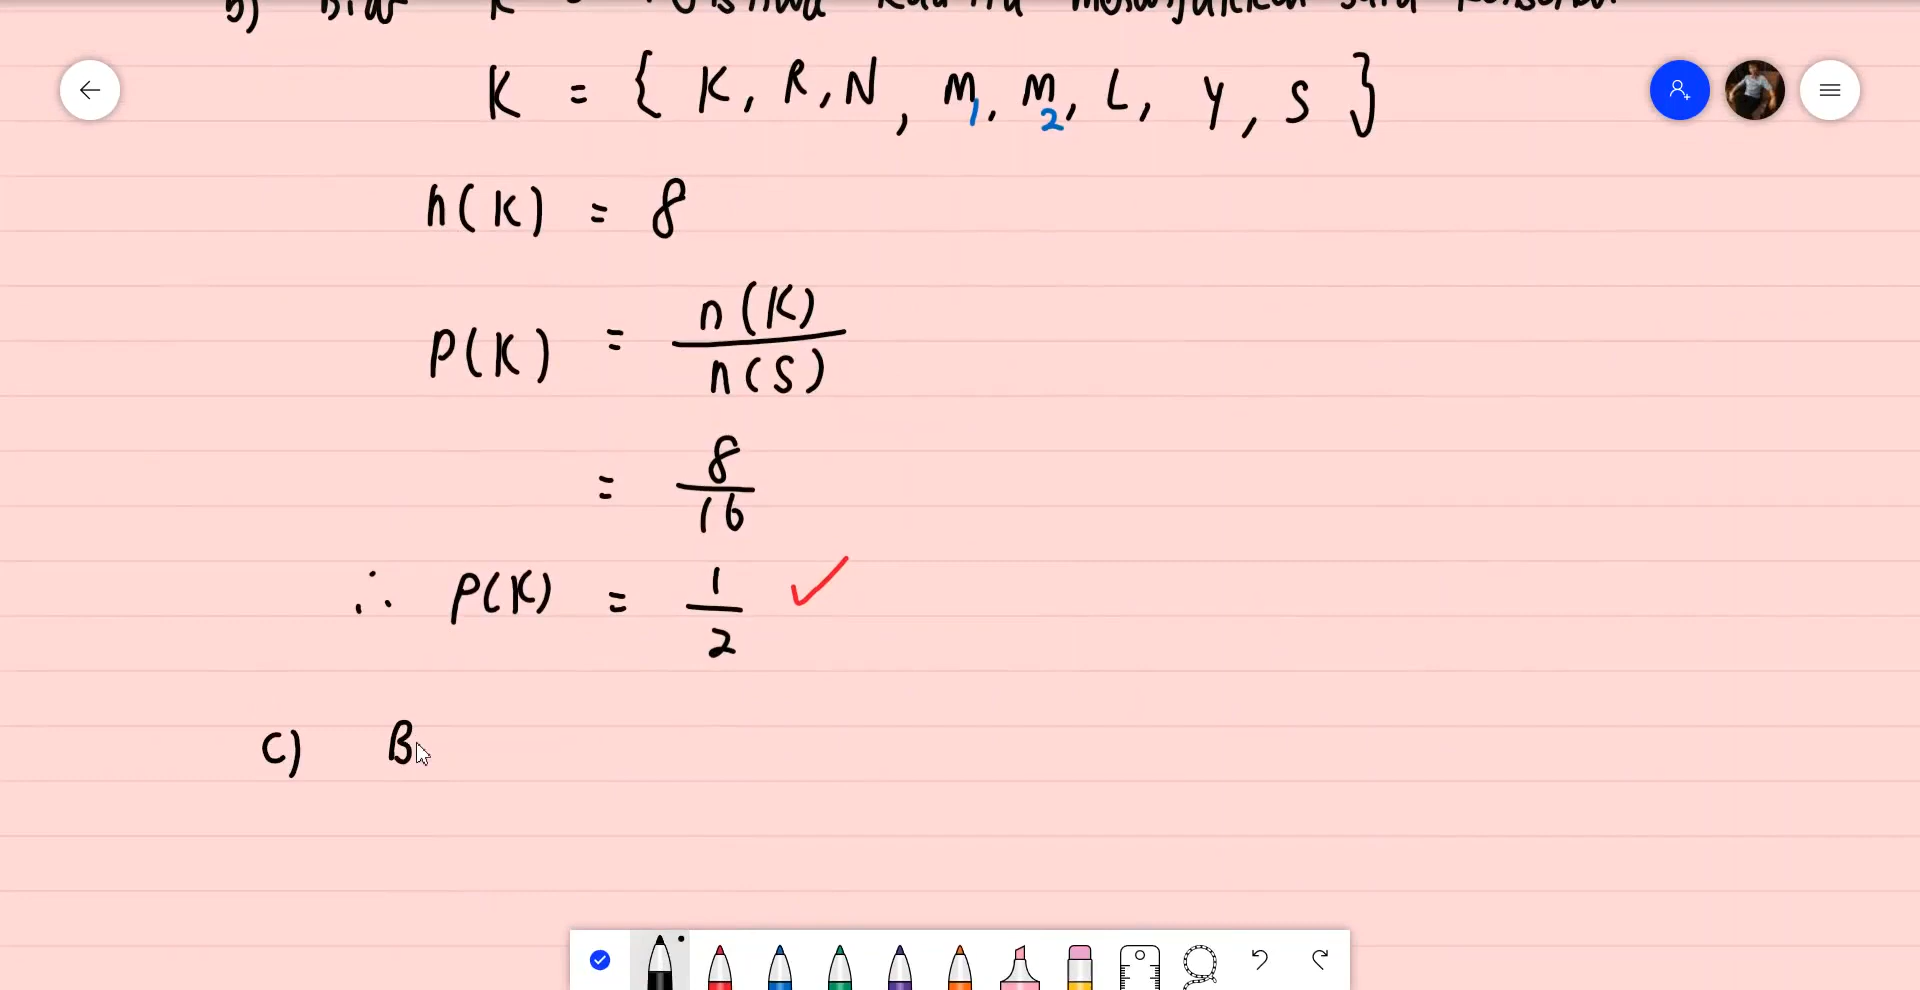 K = { K, R, N, M1, M2, L, Y, S }
n(K) = 8
P(K) = n(K) / n(S)
= 8 / 16
∴ P(K) = 1 / 2 ✓
c) B